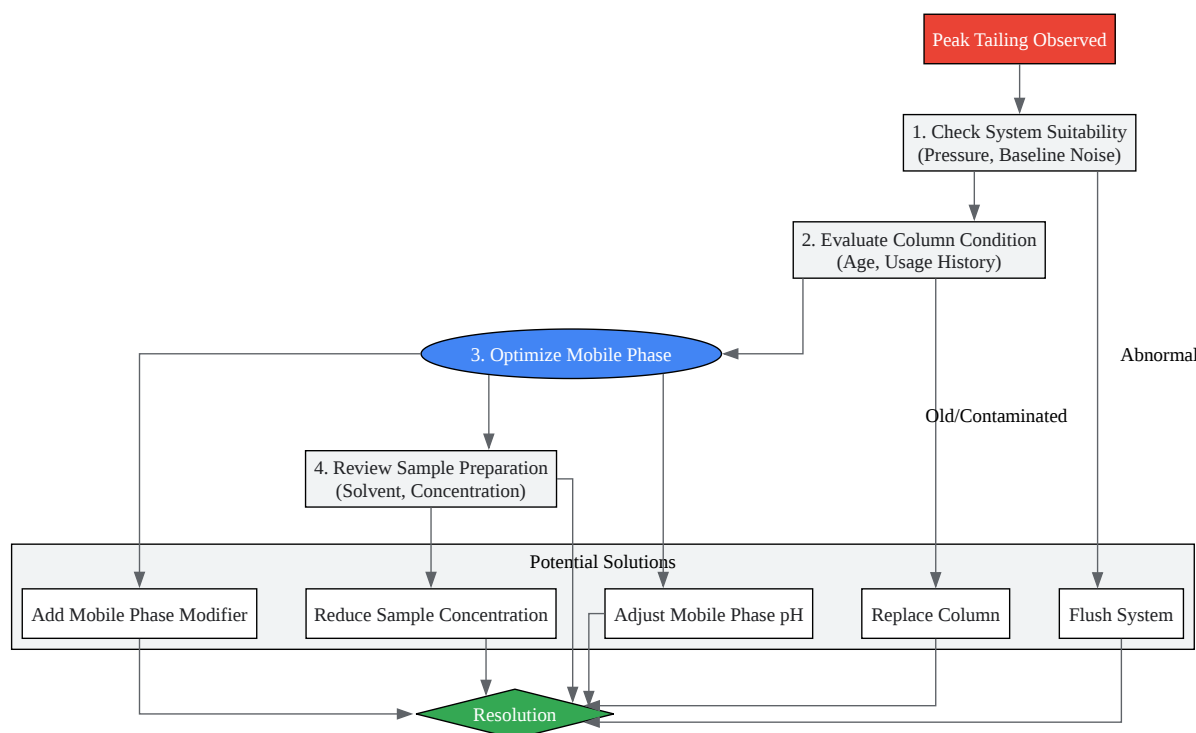 Peak Tailing Observed
1. Check System Suitability
(Pressure, Baseline Noise)
2. Evaluate Column Condition
(Age, Usage History)
3. Optimize Mobile Phase
Abnormal
Old/Contaminated
4. Review Sample Preparation
(Solvent, Concentration)
Potential Solutions
Add Mobile Phase Modifier
Reduce Sample Concentration
Adjust Mobile Phase pH
Replace Column
Flush System
Resolution